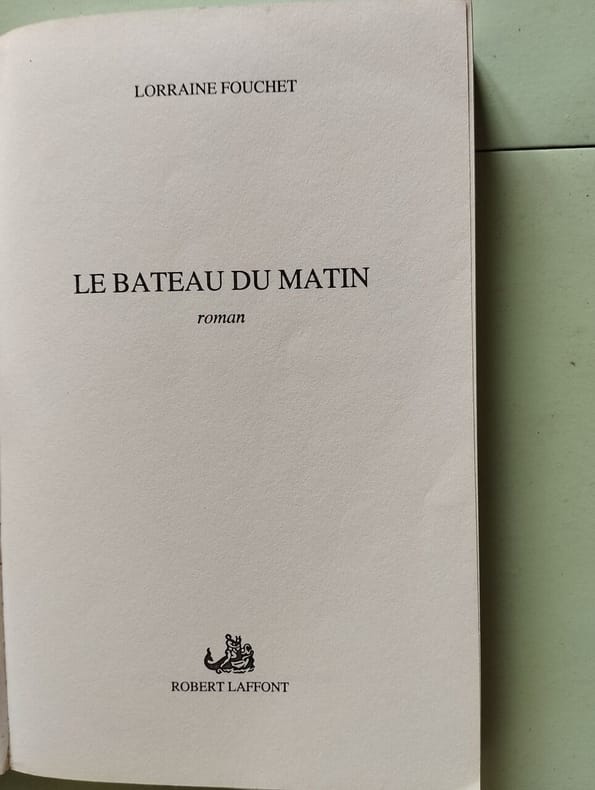 LORRAINE FOUCHET
LE BATEAU DU MATIN
roman
ROBERT LAFFONT